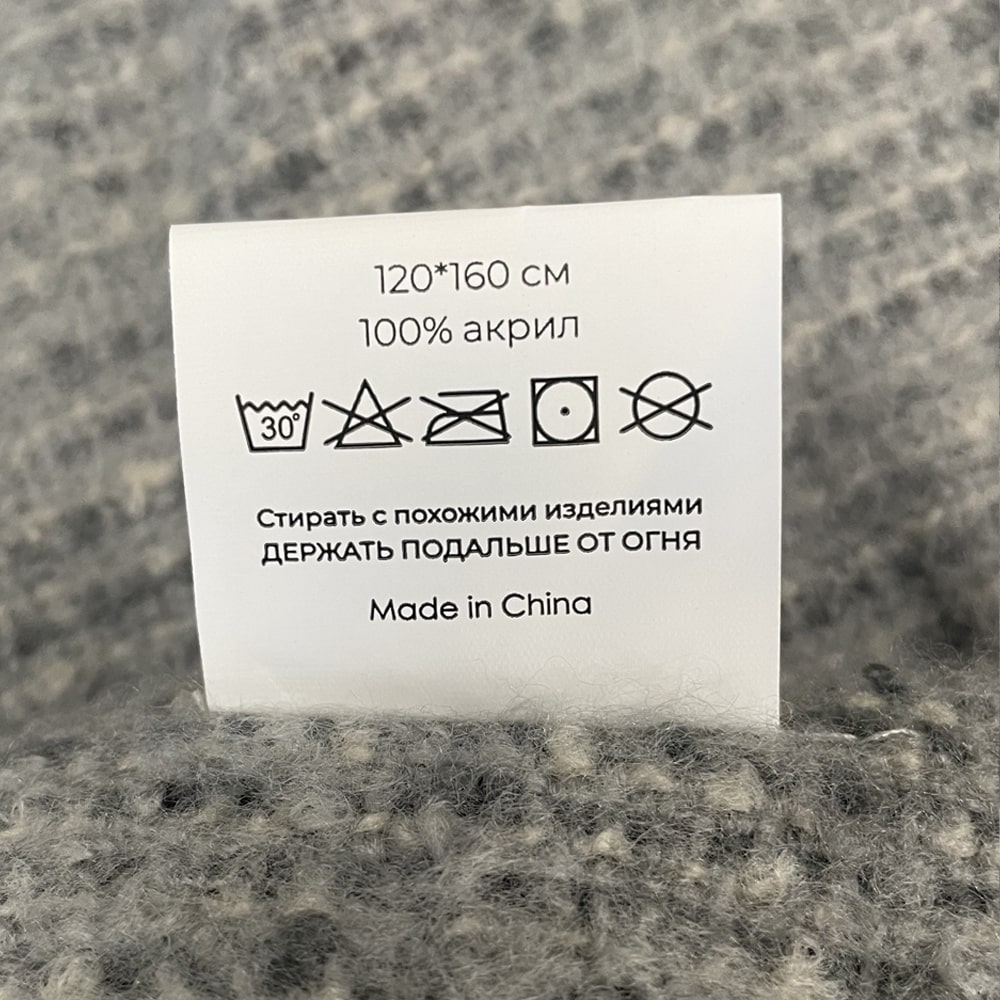 120*160 см
100% акрил
30°
Стирать с похожими изделиями
ДЕРЖАТЬ ПОДАЛЬШЕ ОТ ОГНЯ
Made in China